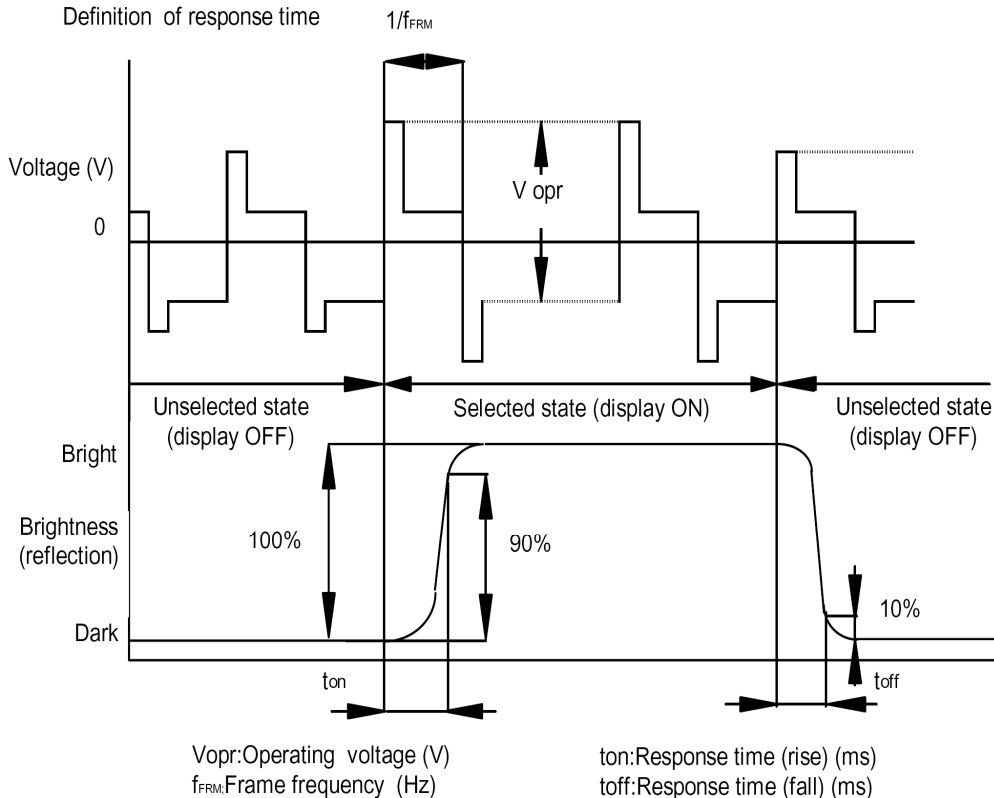 Definition of response time
1/fFRM
Voltage (V)
0
V opr
Unselected state
(display OFF)
Selected state (display ON)
Unselected state
(display OFF)
Bright
Brightness
(reflection)
Dark
100%
90%
10%
ton
toff
Vopr:Operating voltage (V)
fFRM:Frame frequency (Hz)
ton:Response time (rise) (ms)
toff:Response time (fall) (ms)